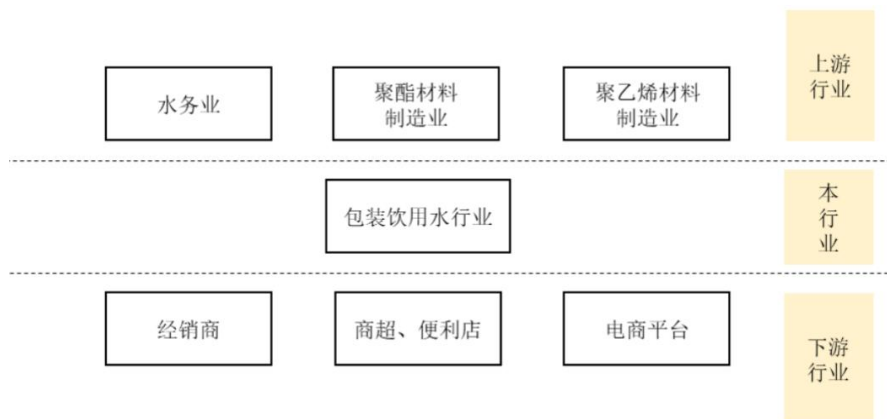 水务业
聚酯材料
制造业
聚乙烯材料
制造业
上游
行业
包装饮用水行业
本
行
业
经销商
商超、便利店
电商平台
下游
行业